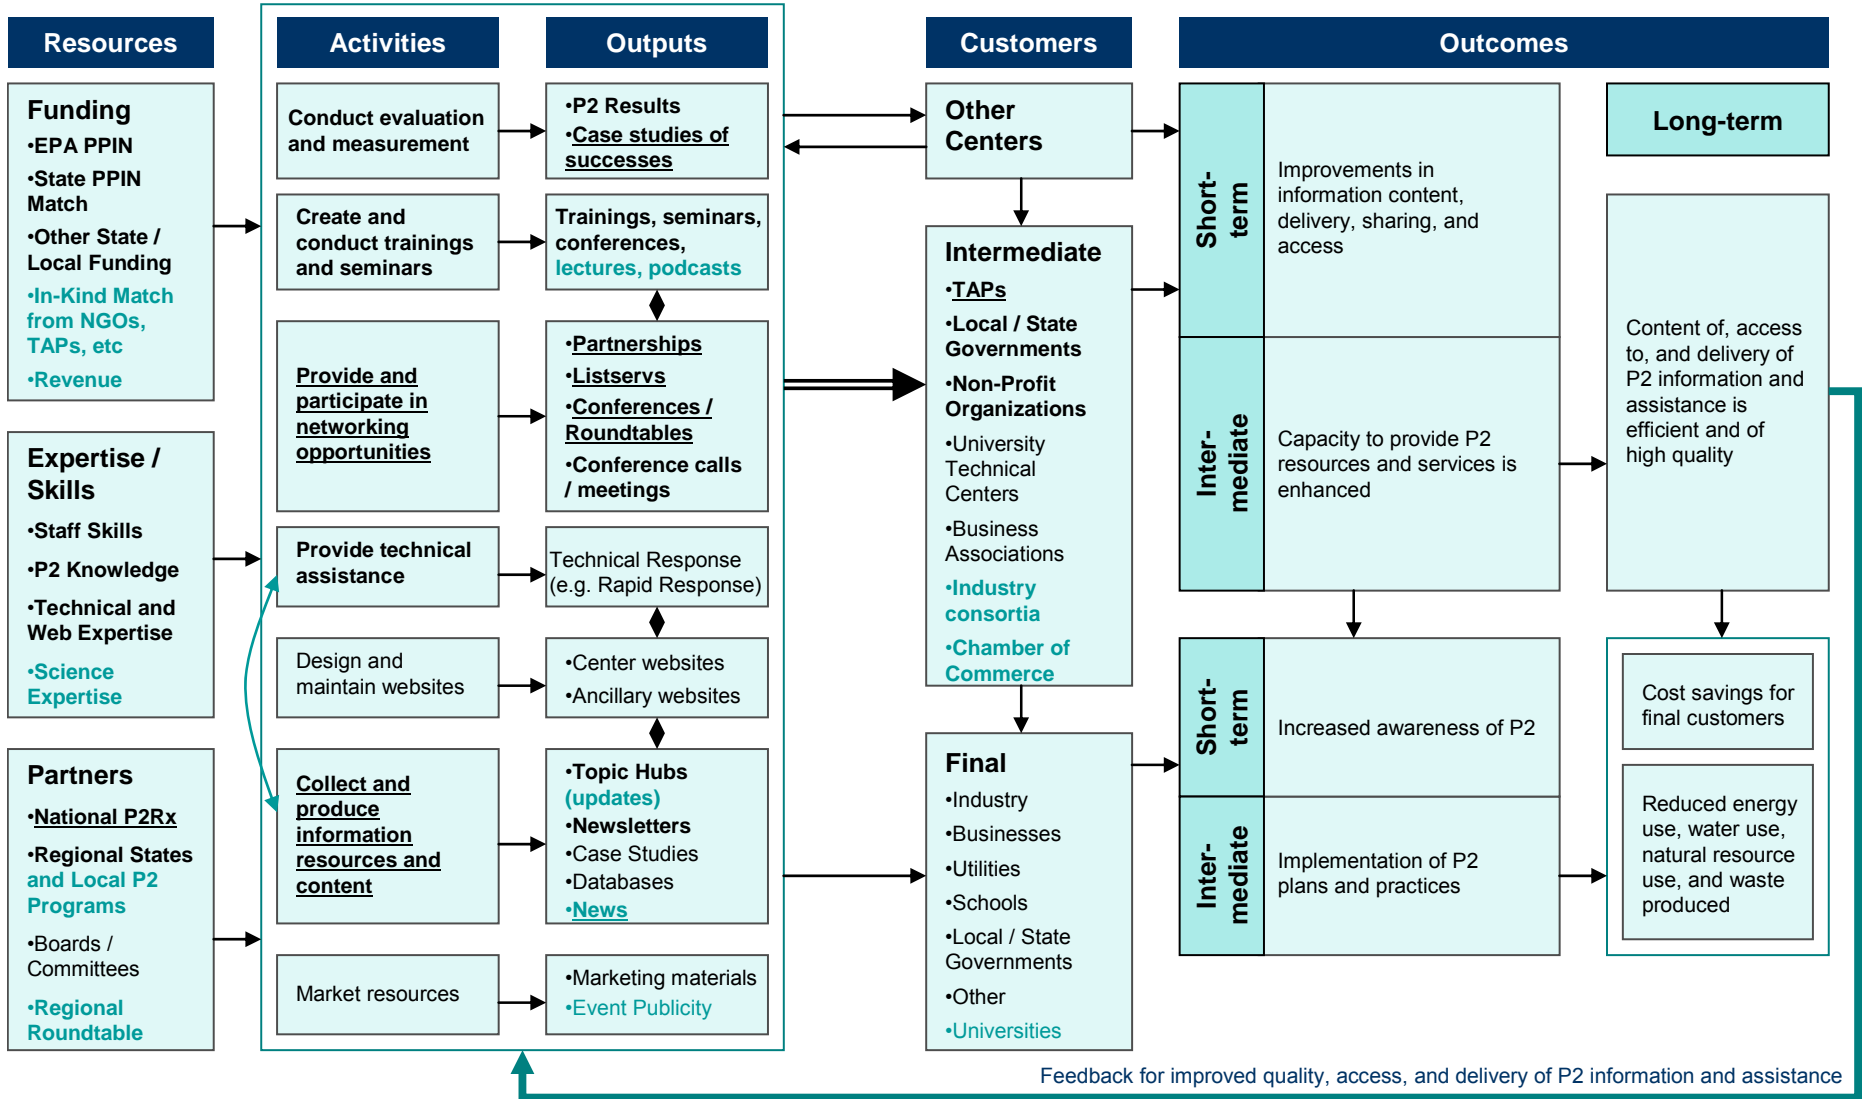 Resources
Activities
Outputs
Customers
Outcomes
Funding
•EPA PPIN
•State PPIN
Match
•Other State /
Local Funding
•In-Kind Match
from NGOs,
TAPs, etc
•Revenue
Expertise /
Skills
•Staff Skills
•P2 Knowledge
•Technical and
Web Expertise
•Science
Expertise
Partners
•National P2Rx
•Regional States
and Local P2
Programs
•Boards /
Committees
•Regional
Roundtable
Conduct evaluation
and measurement
Create and
conduct trainings
and seminars
Provide and
participate in
networking
opportunities
Provide technical
assistance
Design and
maintain websites
Collect and
produce
information
resources and
content
Market resources
•P2 Results
•Case studies of
successes
Trainings, seminars,
conferences,
lectures, podcasts
•Partnerships
•Listservs
•Conferences /
Roundtables
•Conference calls
/ meetings
Technical Response
(e.g. Rapid Response)
•Center websites
•Ancillary websites
•Topic Hubs
(updates)
•Newsletters
•Case Studies
•Databases
•News
•Marketing materials
•Event Publicity
Other
Centers
Intermediate
•TAPs
•Local / State
Governments
•Non-Profit
Organizations
•University
Technical
Centers
•Business
Associations
•Industry
consortia
•Chamber of
Commerce
Final
•Industry
•Businesses
•Utilities
•Schools
•Local / State
Governments
•Other
•Universities
Short-
term
Improvements in
information content,
delivery, sharing, and
access
Inter-
mediate
Capacity to provide P2
resources and services is
enhanced
Short-
term
Increased awareness of P2
Inter-
mediate
Implementation of P2
plans and practices
Long-term
Content of, access
to, and delivery of
P2 information and
assistance is
efficient and of
high quality
Cost savings for
final customers
Reduced energy
use, water use,
natural resource
use, and waste
produced
Feedback for improved quality, access, and delivery of P2 information and assistance